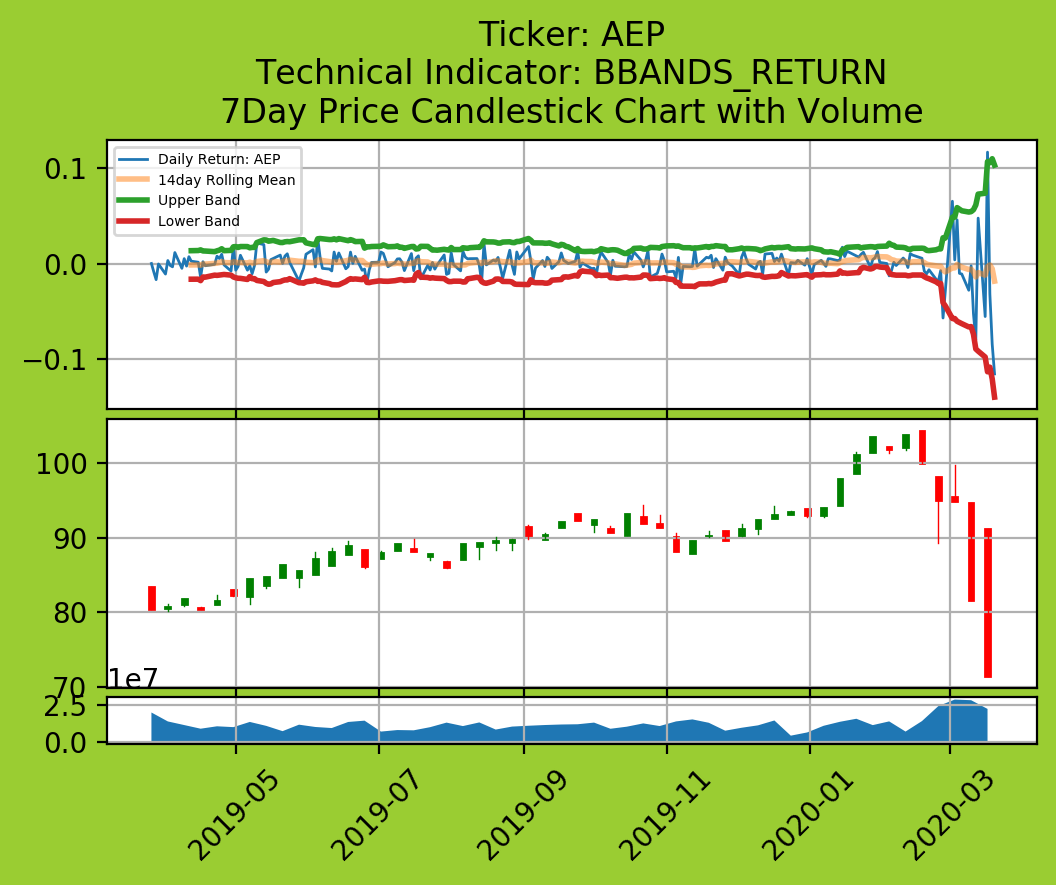 Ticker: AEP
Technical Indicator: BBANDS_RETURN
7Day Price Candlestick Chart with Volume
0.1
0.0
−0.1
Daily Return: AEP
14day Rolling Mean
Upper Band
Lower Band
100
90
80
70
1e7
2.5
0.0
2019-05
2019-07
2019-09
2019-11
2020-01
2020-03